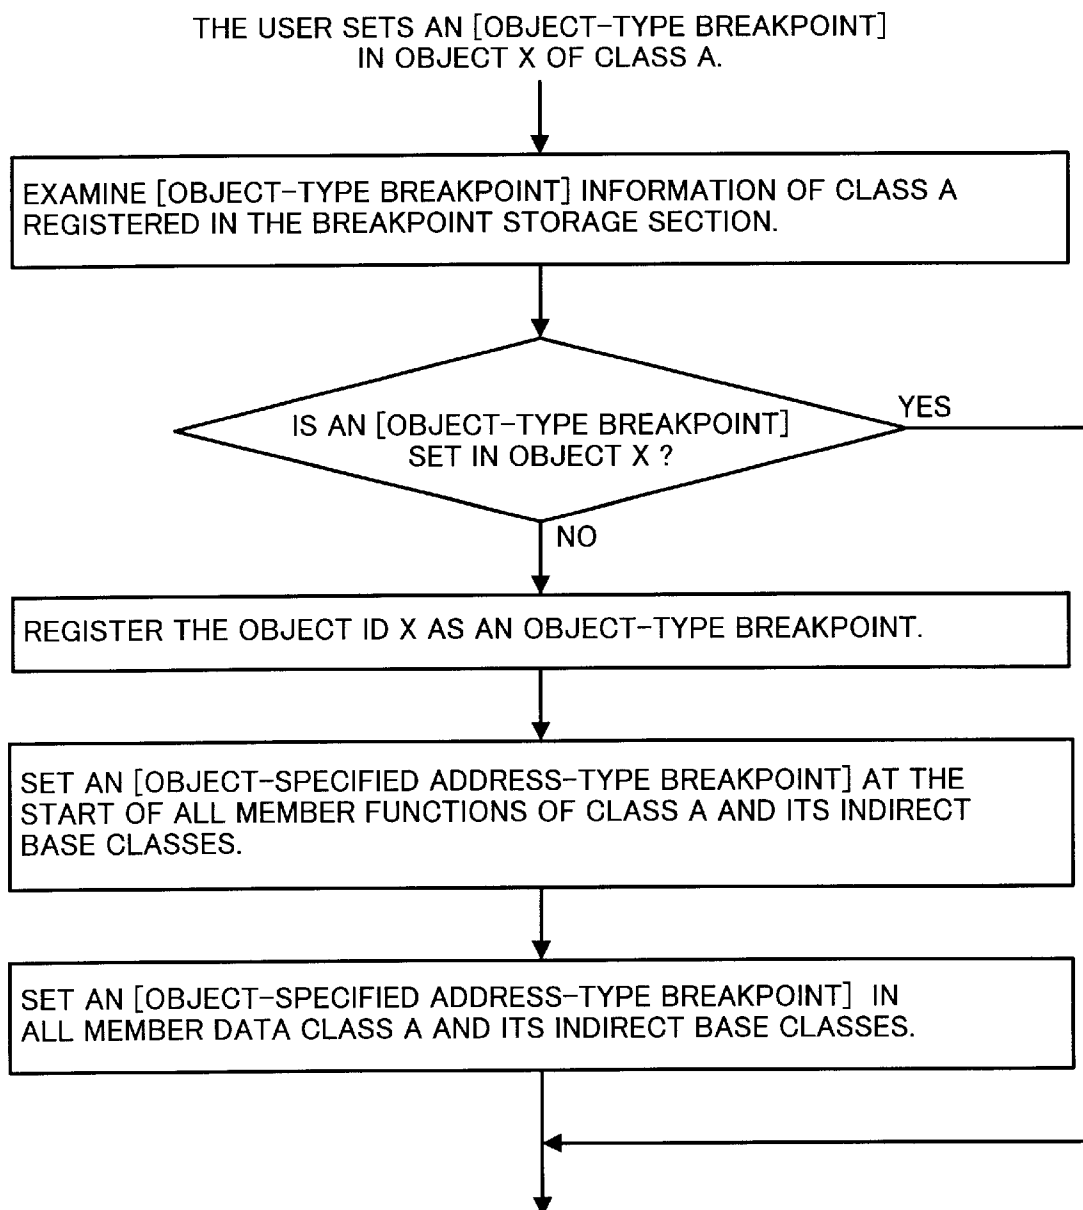 THE USER SETS AN [OBJECT-TYPE BREAKPOINT]
IN OBJECT X OF CLASS A.
EXAMINE [OBJECT-TYPE BREAKPOINT] INFORMATION OF CLASS A
REGISTERED IN THE BREAKPOINT STORAGE SECTION.
IS AN [OBJECT-TYPE BREAKPOINT]
SET IN OBJECT X ?
YES
NO
REGISTER THE OBJECT ID X AS AN OBJECT-TYPE BREAKPOINT.
SET AN [OBJECT-SPECIFIED ADDRESS-TYPE BREAKPOINT] AT THE
START OF ALL MEMBER FUNCTIONS OF CLASS A AND ITS INDIRECT
BASE CLASSES.
SET AN [OBJECT-SPECIFIED ADDRESS-TYPE BREAKPOINT] IN
ALL MEMBER DATA CLASS A AND ITS INDIRECT BASE CLASSES.